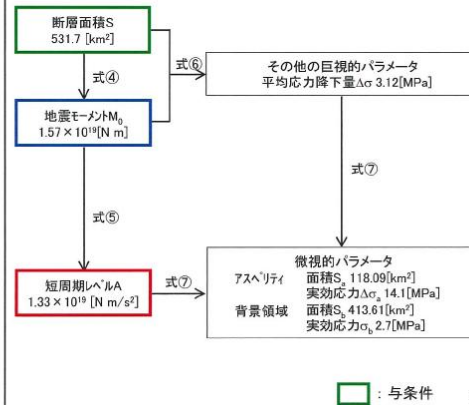 断層面積S
531.7 [km²]
式④
式⑥
その他の巨視的パラメータ
平均応力降下量Δσ 3.12[MPa]
地震モーメントM₀
1.57×10¹⁹[N m]
式⑦
式⑤
短周期レベルA
1.33×10¹⁹ [N m/s²]
式⑦
微視的パラメータ
アスペリティ 面積Sₐ 118.09[km²]
実効応力Δσₐ 14.1[MPa]
背景領域 面積S_b 413.61[km²]
実効応力σ_b 2.7[MPa]
：与条件